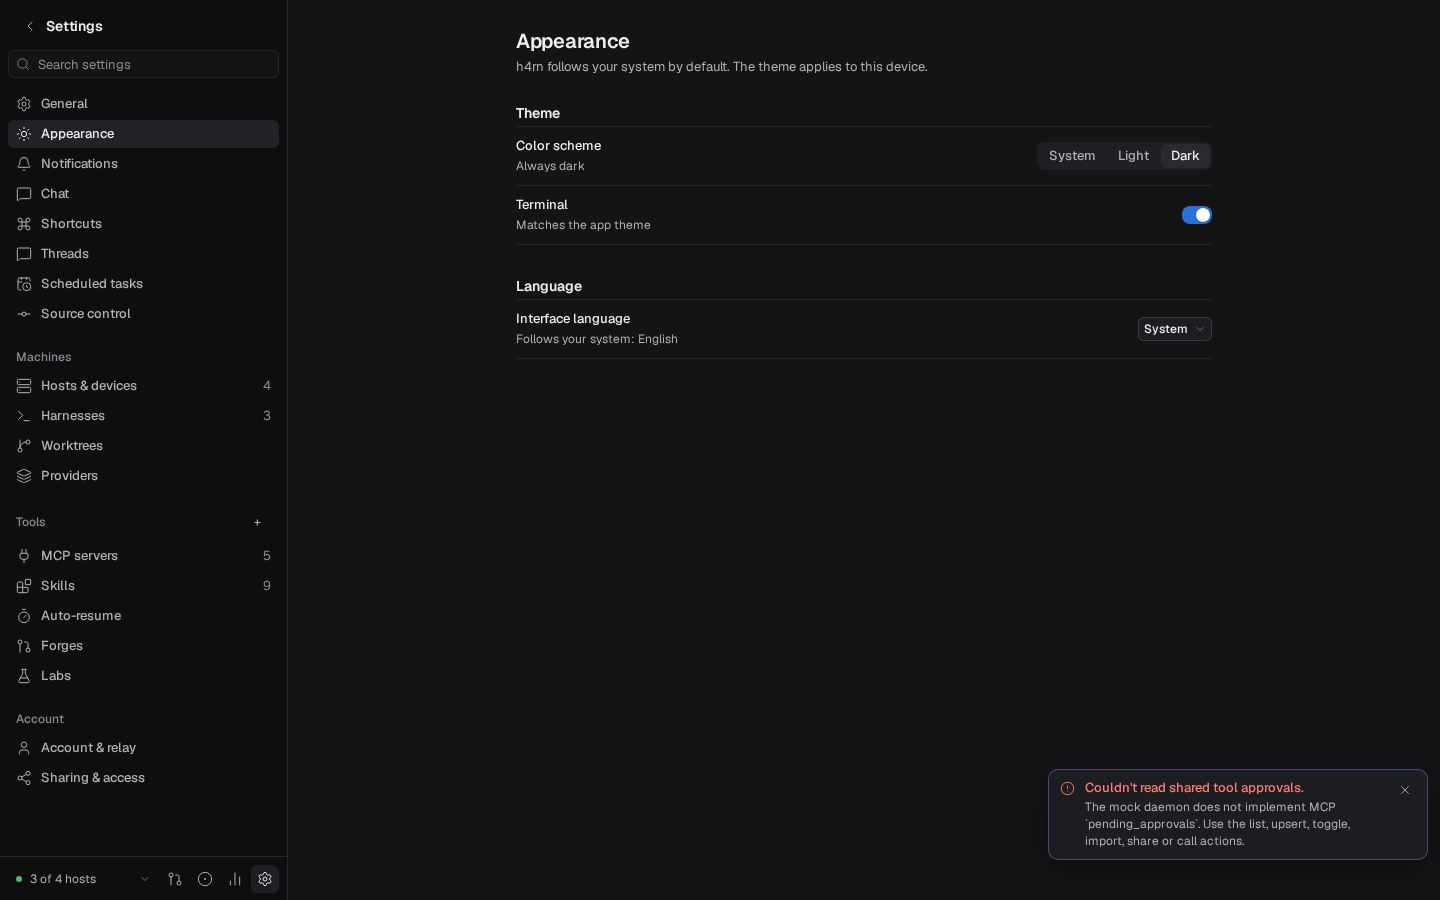 Settings
Search settings
General
Appearance
Notifications
Chat
Shortcuts
Threads
Scheduled tasks
Source control
Machines
Hosts & devices 4
Harnesses 3
Worktrees
Providers
Tools +
MCP servers 5
Skills 9
Auto-resume
Forges
Labs
Account
Account & relay
Sharing & access
3 of 4 hosts
Appearance
h4rn follows your system by default. The theme applies to this device.
Theme
Color scheme
Always dark
System Light Dark
Terminal
Matches the app theme
Language
Interface language
Follows your system: English
System
Couldn't read shared tool approvals.
The mock daemon does not implement MCP
`pending_approvals`. Use the list, upsert, toggle,
import, share or call actions.